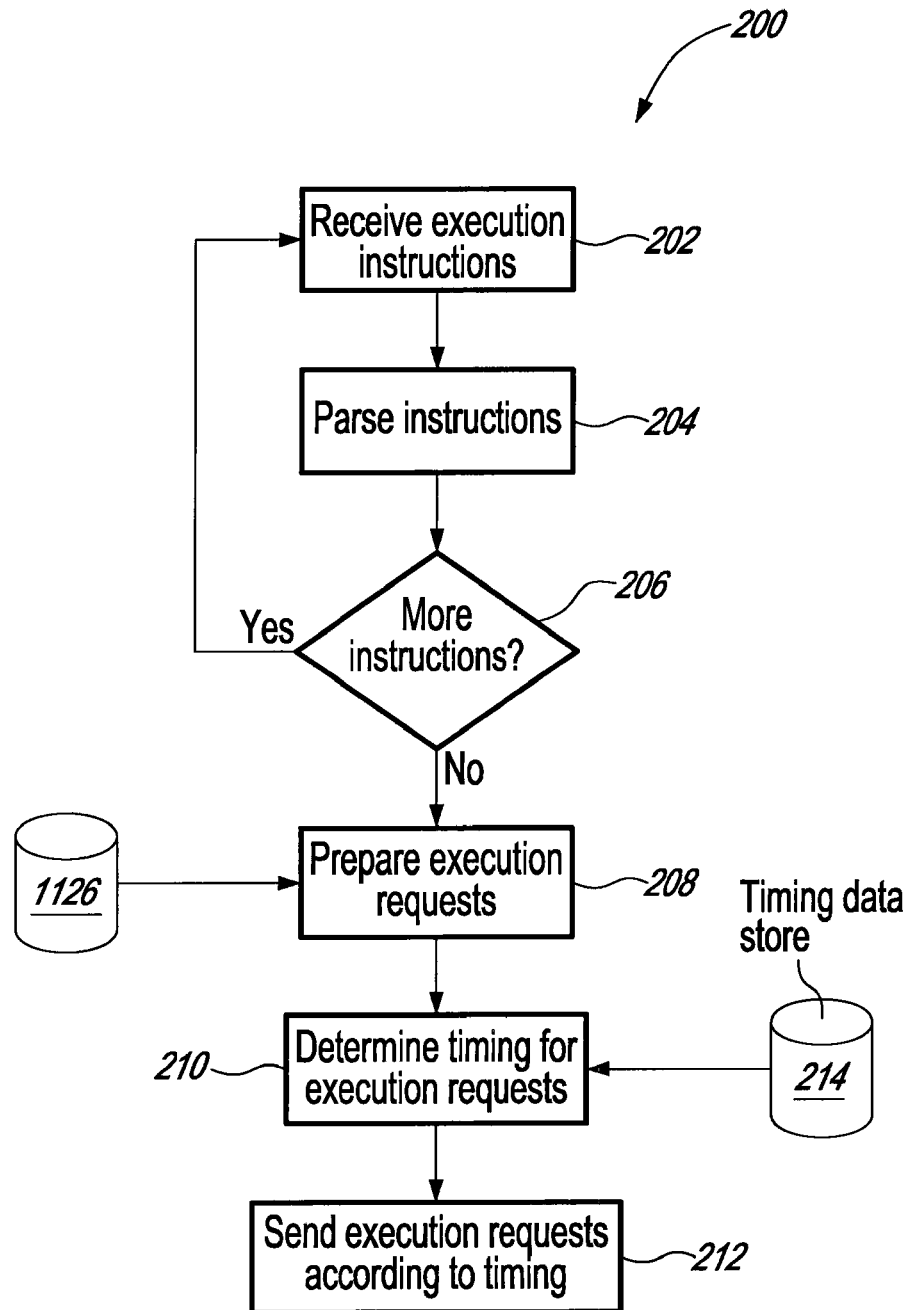 200
Receive execution
instructions
202
Parse instructions
204
206
More
instructions?
Yes
No
1126
Prepare execution
requests
208
Timing data
store
210
Determine timing for
execution requests
214
Send execution requests
according to timing
212